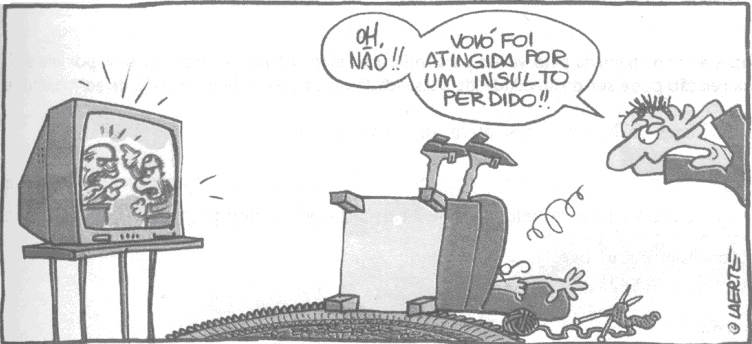 OH,
NÃO!!
VOVÓ FOI
ATINGIDA POR
UM INSULTO
PERDIDO!!
© LAERTE